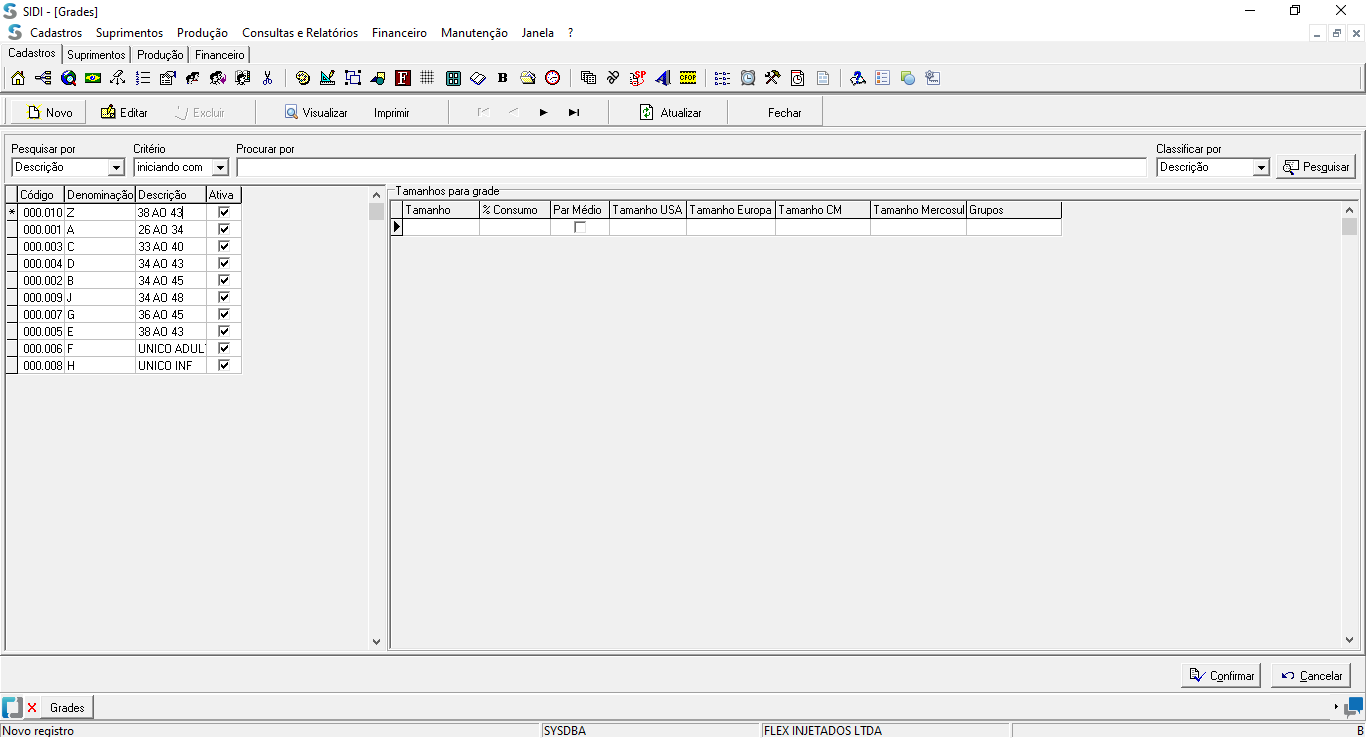 SIDI - [Grades]
Cadastros Suprimentos Produção Consultas e Relatórios Financeiro Manutenção Janela ?
Cadastros Suprimentos Produção Financeiro
F B SP CFOP
Novo Editar Excluir Visualizar Imprimir Atualizar Fechar
Pesquisar por Critério Procurar por Classificar por
Descrição iniciando com Descrição Pesquisar
Código Denominação Descrição Ativa
* 000.010 Z 38 AO 43
000.001 A 26 AO 34
000.003 C 33 AO 40
000.004 D 34 AO 43
000.002 B 34 AO 45
000.009 J 34 AO 48
000.007 G 36 AO 45
000.005 E 38 AO 43
000.006 F UNICO ADUL
000.008 H UNICO INF
Tamanhos para grade
Tamanho % Consumo Par Médio Tamanho USA Tamanho Europa Tamanho CM Tamanho Mercosul Grupos
Confirmar Cancelar
Grades
Novo registro SYSDBA FLEX INJETADOS LTDA B